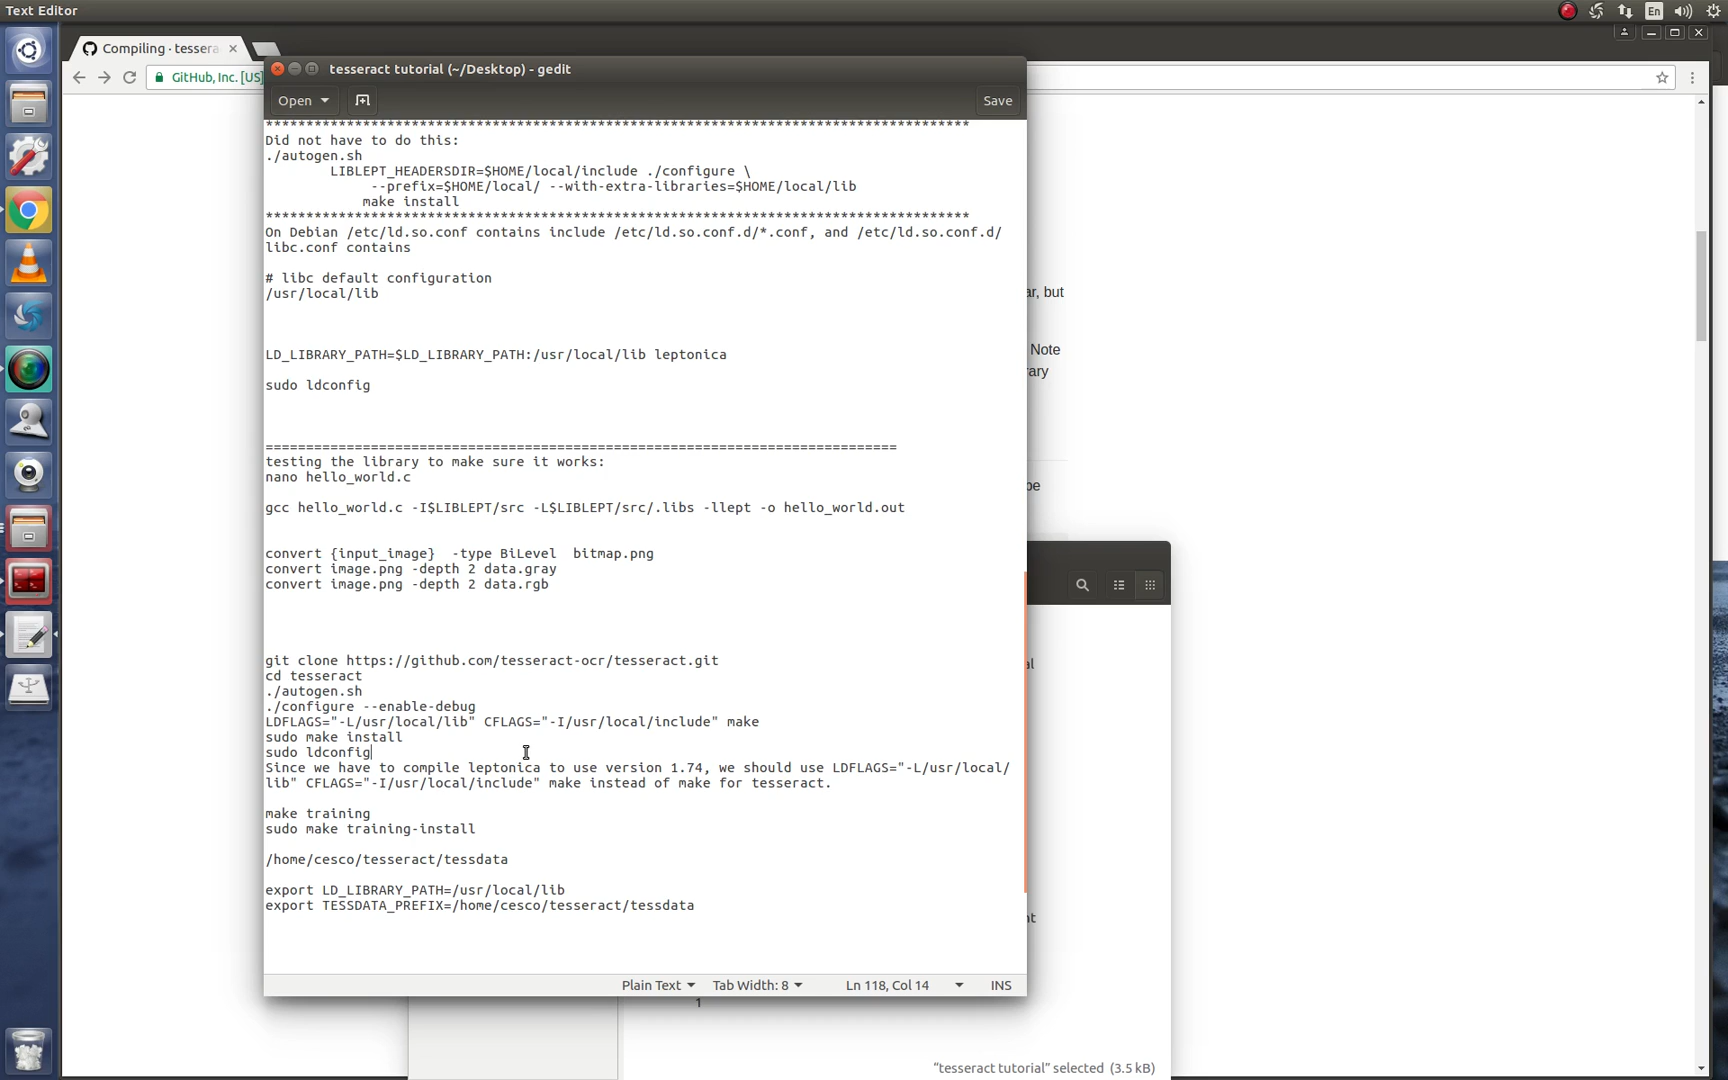 Text Editor
En
Compiling · tessera
GitHub, Inc. [US]
tesseract tutorial (~/Desktop) - gedit
Open
Save
**************************************************************************************
Did not have to do this:
./autogen.sh
LIBLEPT_HEADERSDIR=$HOME/local/include ./configure \
--prefix=$HOME/local/ --with-extra-libraries=$HOME/local/lib
make install
**************************************************************************************
On Debian /etc/ld.so.conf contains include /etc/ld.so.conf.d/*.conf, and /etc/ld.so.conf.d/
libc.conf contains
# libc default configuration
/usr/local/lib
LD_LIBRARY_PATH=$LD_LIBRARY_PATH:/usr/local/lib leptonica
sudo ldconfig
==============================================================================
testing the library to make sure it works:
nano hello_world.c
gcc hello_world.c -I$LIBLEPT/src -L$LIBLEPT/src/.libs -llept -o hello_world.out
convert {input_image}  -type BiLevel  bitmap.png
convert image.png -depth 2 data.gray
convert image.png -depth 2 data.rgb
git clone https://github.com/tesseract-ocr/tesseract.git
cd tesseract
./autogen.sh
./configure --enable-debug
LDFLAGS="-L/usr/local/lib" CFLAGS="-I/usr/local/include" make
sudo make install
sudo ldconfig
Since we have to compile leptonica to use version 1.74, we should use LDFLAGS="-L/usr/local/
lib" CFLAGS="-I/usr/local/include" make instead of make for tesseract.
make training
sudo make training-install
/home/cesco/tesseract/tessdata
export LD_LIBRARY_PATH=/usr/local/lib
export TESSDATA_PREFIX=/home/cesco/tesseract/tessdata
Plain Text
Tab Width: 8
Ln 118, Col 14
INS
ar, but
Note
rary
be
al
nt
1
"tesseract tutorial" selected (3.5 kB)